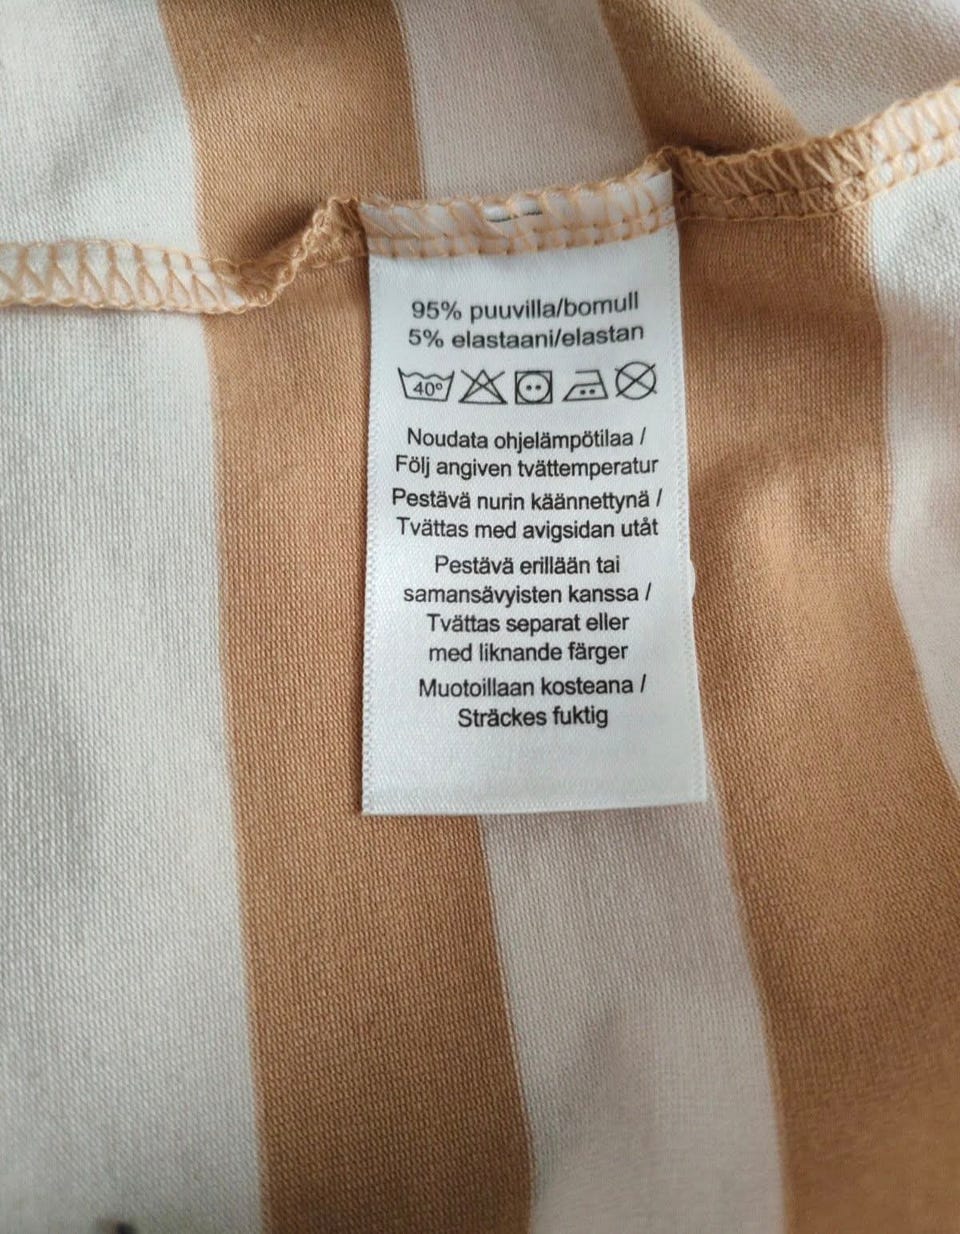 95% puuvilla/bomull
5% elastaani/elastan
40°
Noudata ohjelämpötilaa /
Följ angiven tvättemperatur
Pestävä nurin käännettynä /
Tvättas med avigsidan utåt
Pestävä erillään tai
samansävyisten kanssa /
Tvättas separat eller
med liknande färger
Muotoillaan kosteana /
Sträckes fuktig